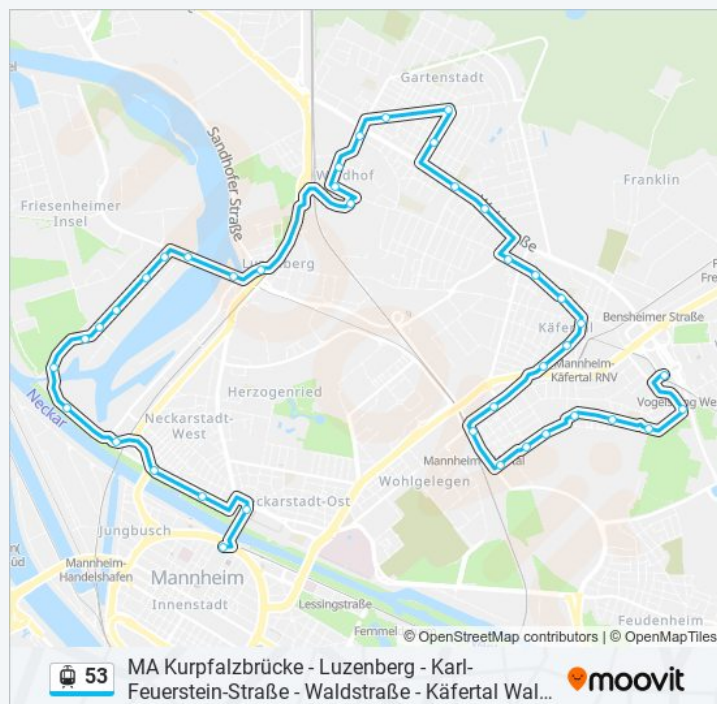 Gartenstadt
Sandhofer Straße
Waldhof
Franklin
Friesenheimer
Insel
Luzenberg
Bensheimer Straße
Käfertal
Mannheim-
Käfertal RNV
Herzogenried
Neckar
Neckarstadt-
West
Mannheim
Wohlgelegen
Neckarstadt-Ost
Jungbusch
Mannheim-
Handelshafen
Mannheim
Innenstadt
Lessingstraße
Feudenheim
© OpenStreetMap contributors | © OpenMapTiles
53
MA Kurpfalzbrücke - Luzenberg - Karl-
Feuerstein-Straße - Waldstraße - Käfertal Wal...
moovit